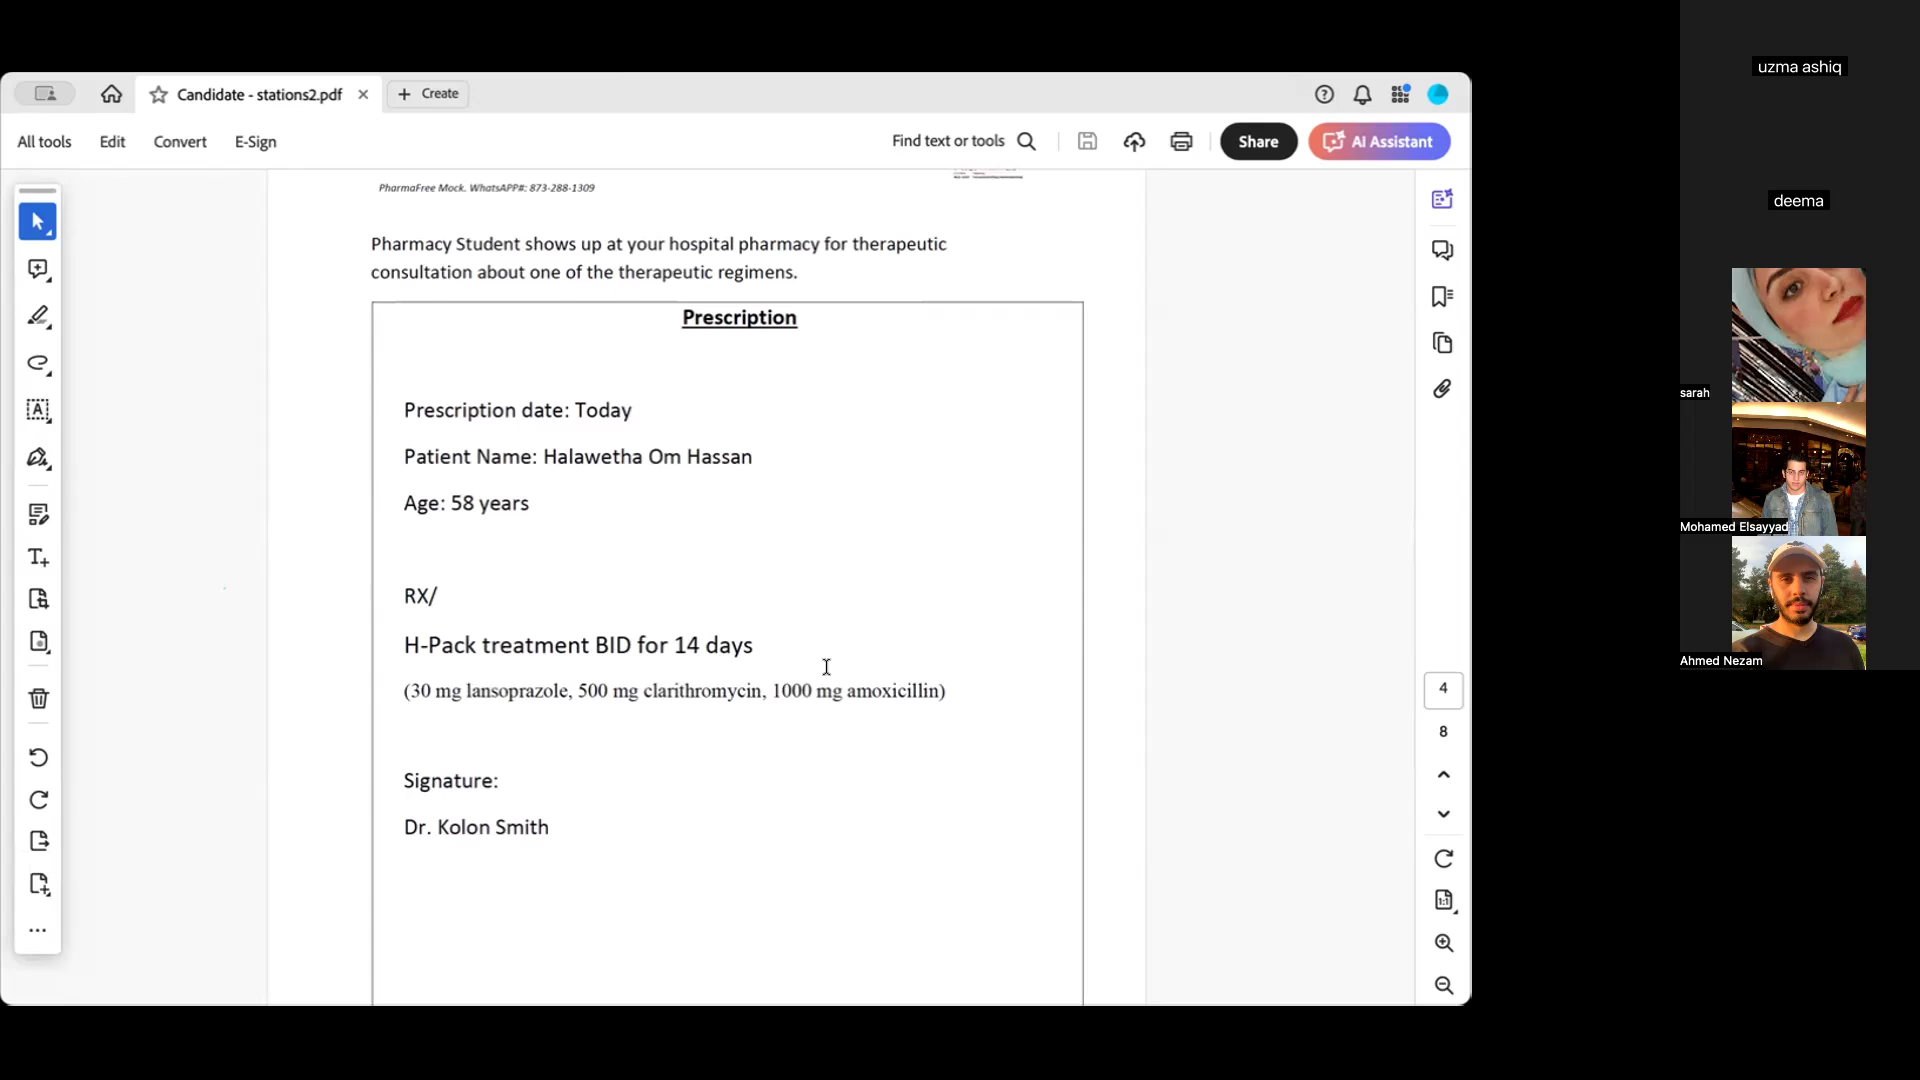 Candidate - stations2.pdf
Create
All tools
Edit
Convert
E-Sign
Find text or tools
Share
AI Assistant
PharmaFree Mock. WhatsAPP#: 873-288-1309
Pharmacy Student shows up at your hospital pharmacy for therapeutic
consultation about one of the therapeutic regimens.
Prescription
Prescription date: Today
Patient Name: Halawetha Om Hassan
Age: 58 years
RX/
H-Pack treatment BID for 14 days
(30 mg lansoprazole, 500 mg clarithromycin, 1000 mg amoxicillin)
Signature:
Dr. Kolon Smith
4
8
uzma ashiq
deema
sarah
Mohamed Elsayyad
Ahmed Nezam